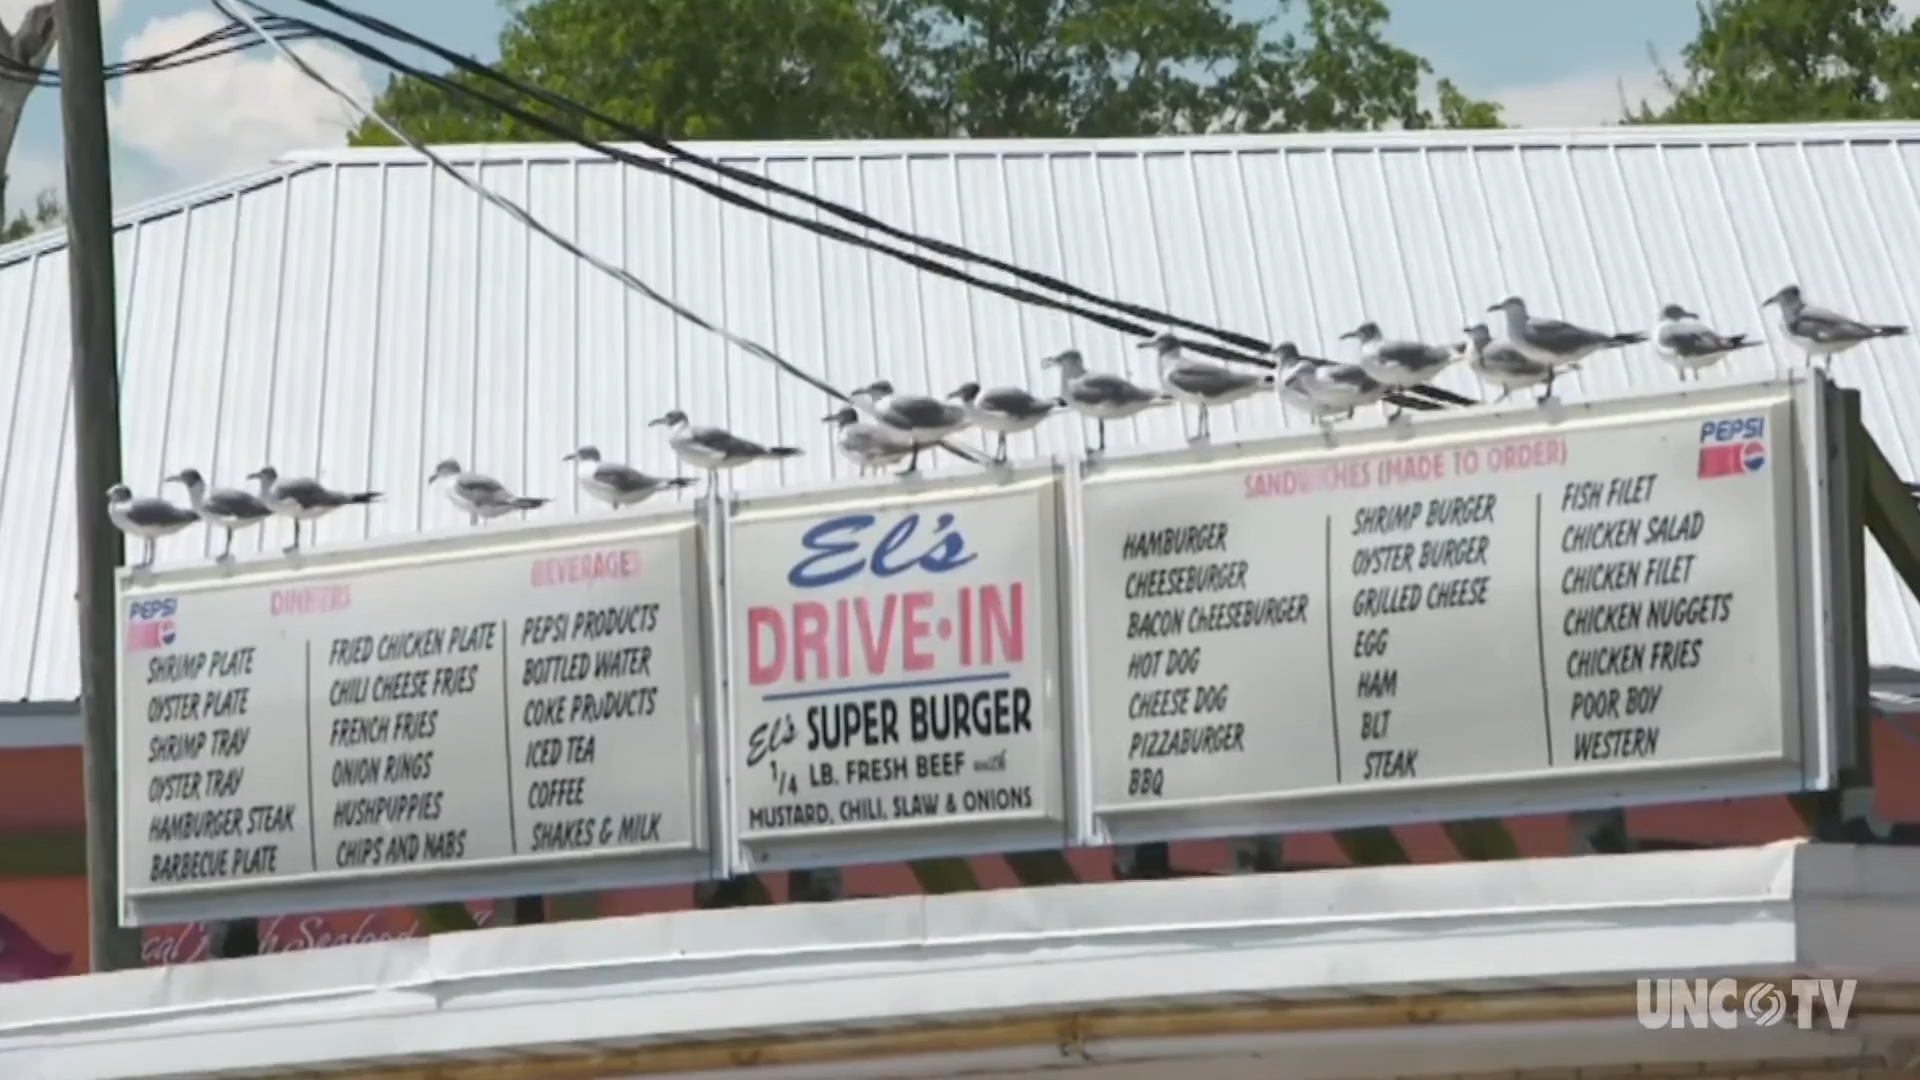 PEPSI
DINNERS
BEVERAGES
SHRIMP PLATE
OYSTER PLATE
SHRIMP TRAY
OYSTER TRAY
HAMBURGER STEAK
BARBECUE PLATE
FRIED CHICKEN PLATE
CHILI CHEESE FRIES
FRENCH FRIES
ONION RINGS
HUSHPUPPIES
CHIPS AND NABS
PEPSI PRODUCTS
BOTTLED WATER
COKE PRODUCTS
ICED TEA
COFFEE
SHAKES & MILK
El's
DRIVE·IN
El's SUPER BURGER
1/4 LB. FRESH BEEF with
MUSTARD, CHILI, SLAW & ONIONS
SANDWICHES (MADE TO ORDER)
PEPSI
HAMBURGER
CHEESEBURGER
BACON CHEESEBURGER
HOT DOG
CHEESE DOG
PIZZABURGER
BBQ
SHRIMP BURGER
OYSTER BURGER
GRILLED CHEESE
EGG
HAM
BLT
STEAK
FISH FILET
CHICKEN SALAD
CHICKEN FILET
CHICKEN NUGGETS
CHICKEN FRIES
POOR BOY
WESTERN
Seafood
UNC TV